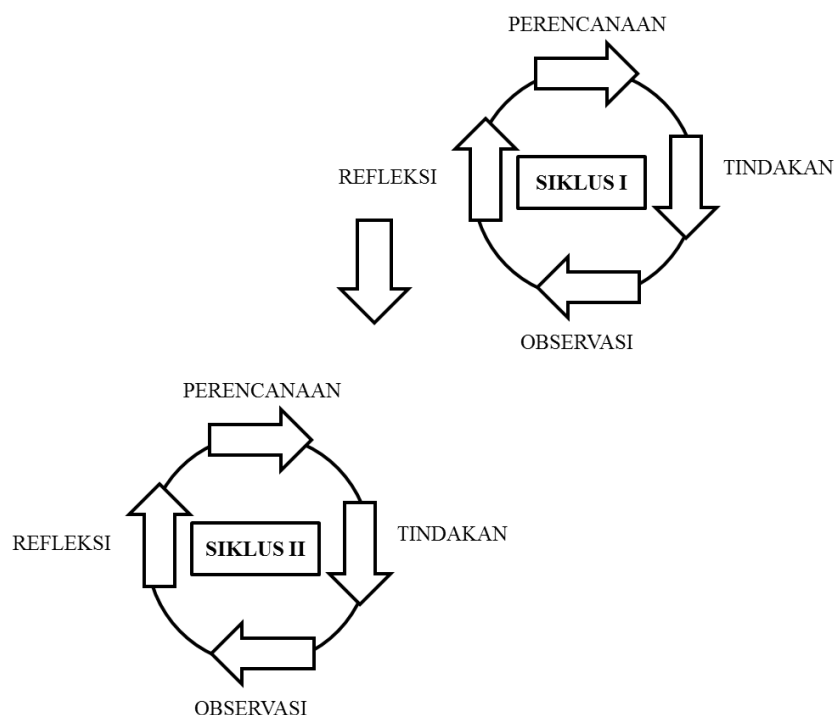 PERENCANAAN
REFLEKSI
SIKLUS I
TINDAKAN
OBSERVASI
PERENCANAAN
REFLEKSI
SIKLUS II
TINDAKAN
OBSERVASI